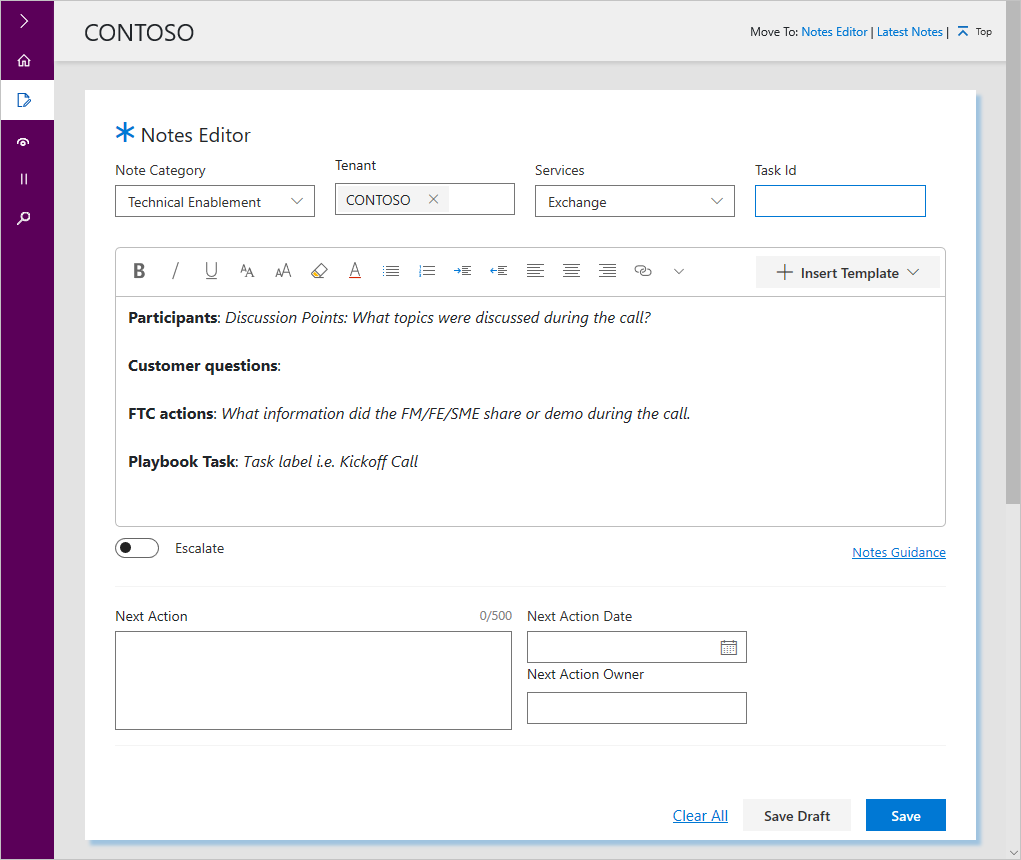 CONTOSO
Move To: Notes Editor | Latest Notes | Top
Notes Editor
Note Category
Tenant
Services
Task Id
Technical Enablement
CONTOSO
Exchange
B / U AA AA A
Insert Template
Participants: Discussion Points: What topics were discussed during the call?
Customer questions:
FTC actions: What information did the FM/FE/SME share or demo during the call.
Playbook Task: Task label i.e. Kickoff Call
Escalate
Notes Guidance
Next Action
0/500
Next Action Date
Next Action Owner
Clear All
Save Draft
Save